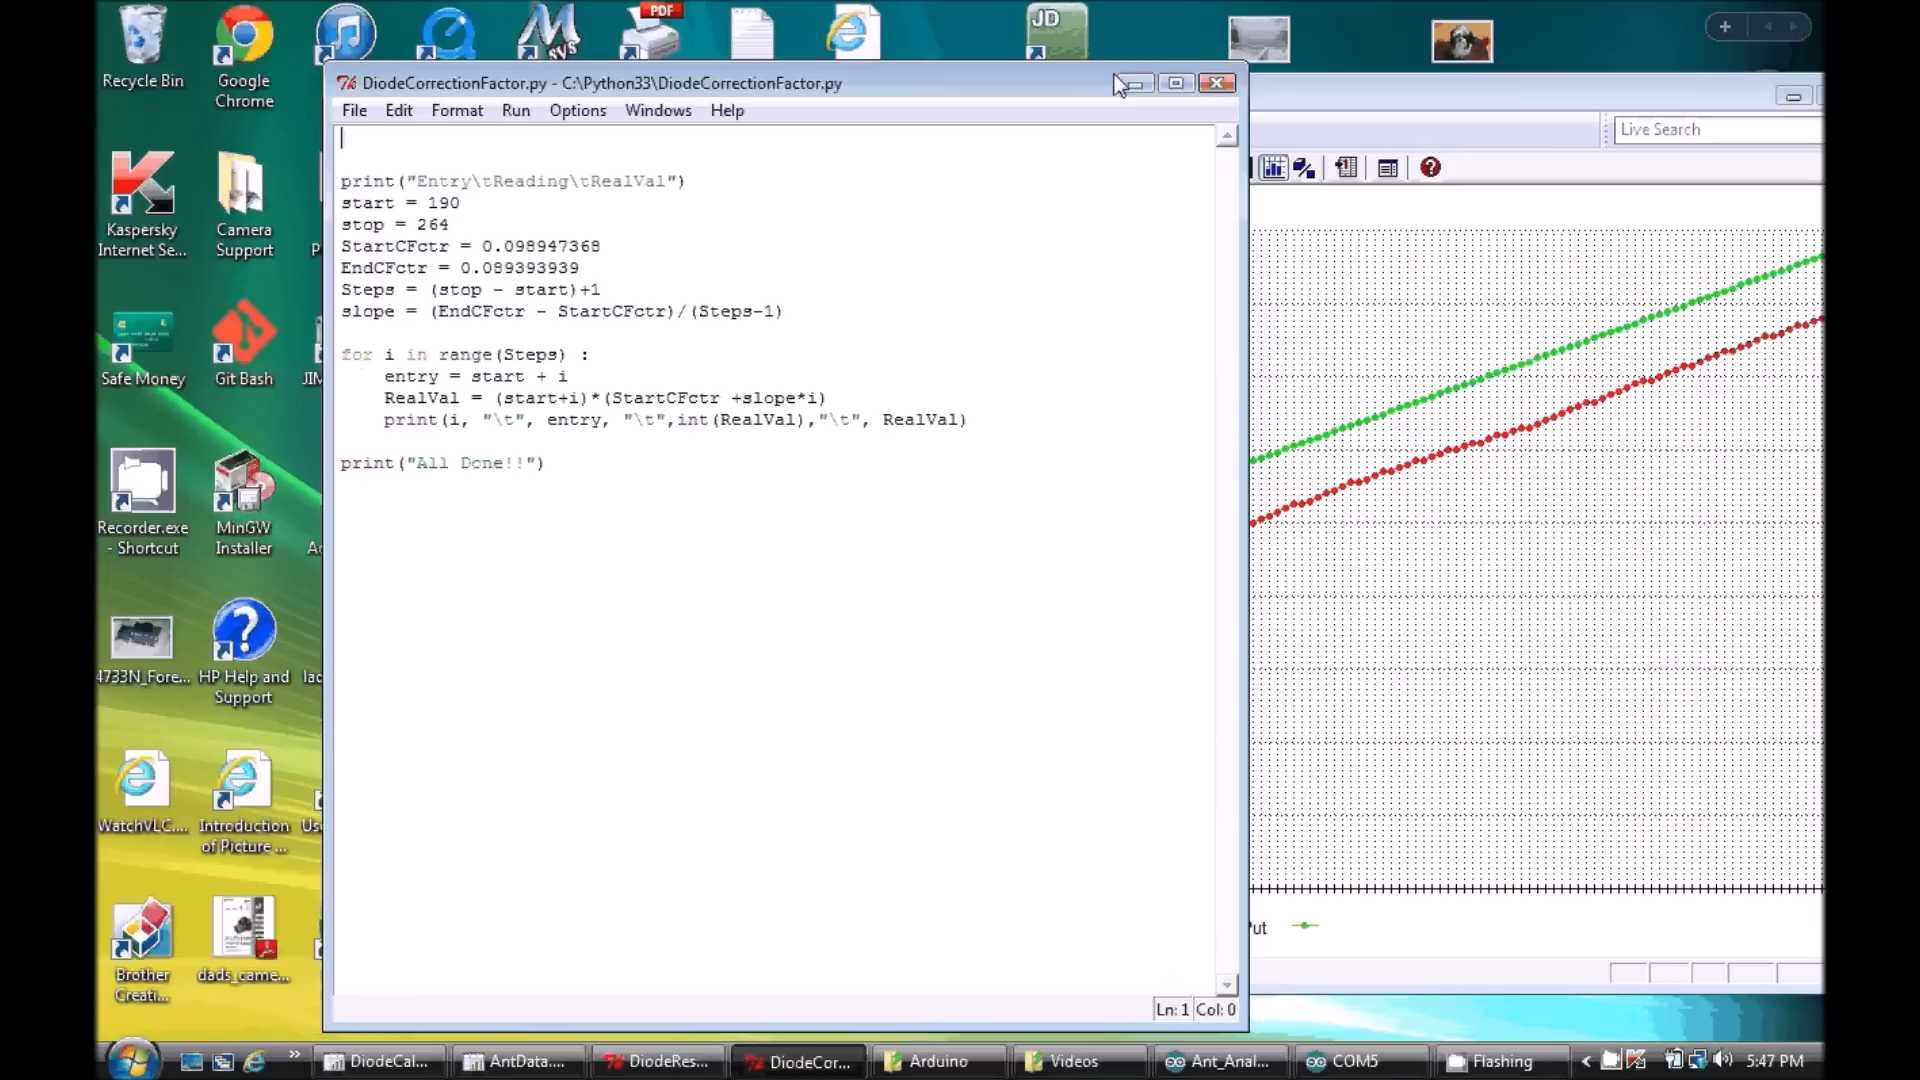 PDF
JD
Recycle Bin
Google
Chrome
DiodeCorrectionFactor.py - C:\Python33\DiodeCorrectionFactor.py
File Edit Format Run Options Windows Help
Live Search
print("Entry\tReading\tRealVal")
start = 190
stop = 264
StartCFctr = 0.098947368
EndCFctr = 0.089393939
Steps = (stop - start)+1
slope = (EndCFctr - StartCFctr)/(Steps-1)
for i in range(Steps) :
entry = start + i
RealVal = (start+i)*(StartCFctr +slope*i)
print(i, "\t", entry, "\t",int(RealVal),"\t", RealVal)
print("All Done!!")
Kaspersky
Internet Se...
Camera
Support
Safe Money
Git Bash
Recorder.exe
- Shortcut
MinGW
Installer
4733N_Fore...
HP Help and
Support
WatchVLC....
Introduction
of Picture ...
Brother
Creati...
dads_came...
Ln: 1 Col: 0
DiodeCal...
AntData....
DiodeRes...
DiodeCor...
Arduino
Videos
Ant_Anal...
COM5
Flashing
5:47 PM